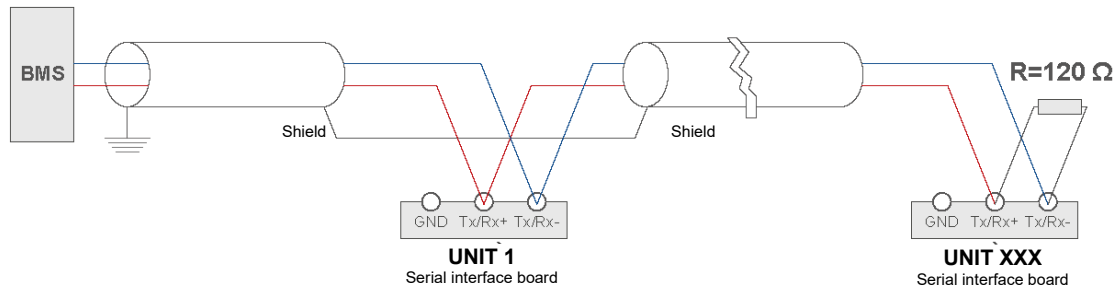 BMS
R=120 Ω
Shield
Shield
GND Tx/Rx+ Tx/Rx-
GND Tx/Rx+ Tx/Rx-
UNIT 1
Serial interface board
UNIT XXX
Serial interface board